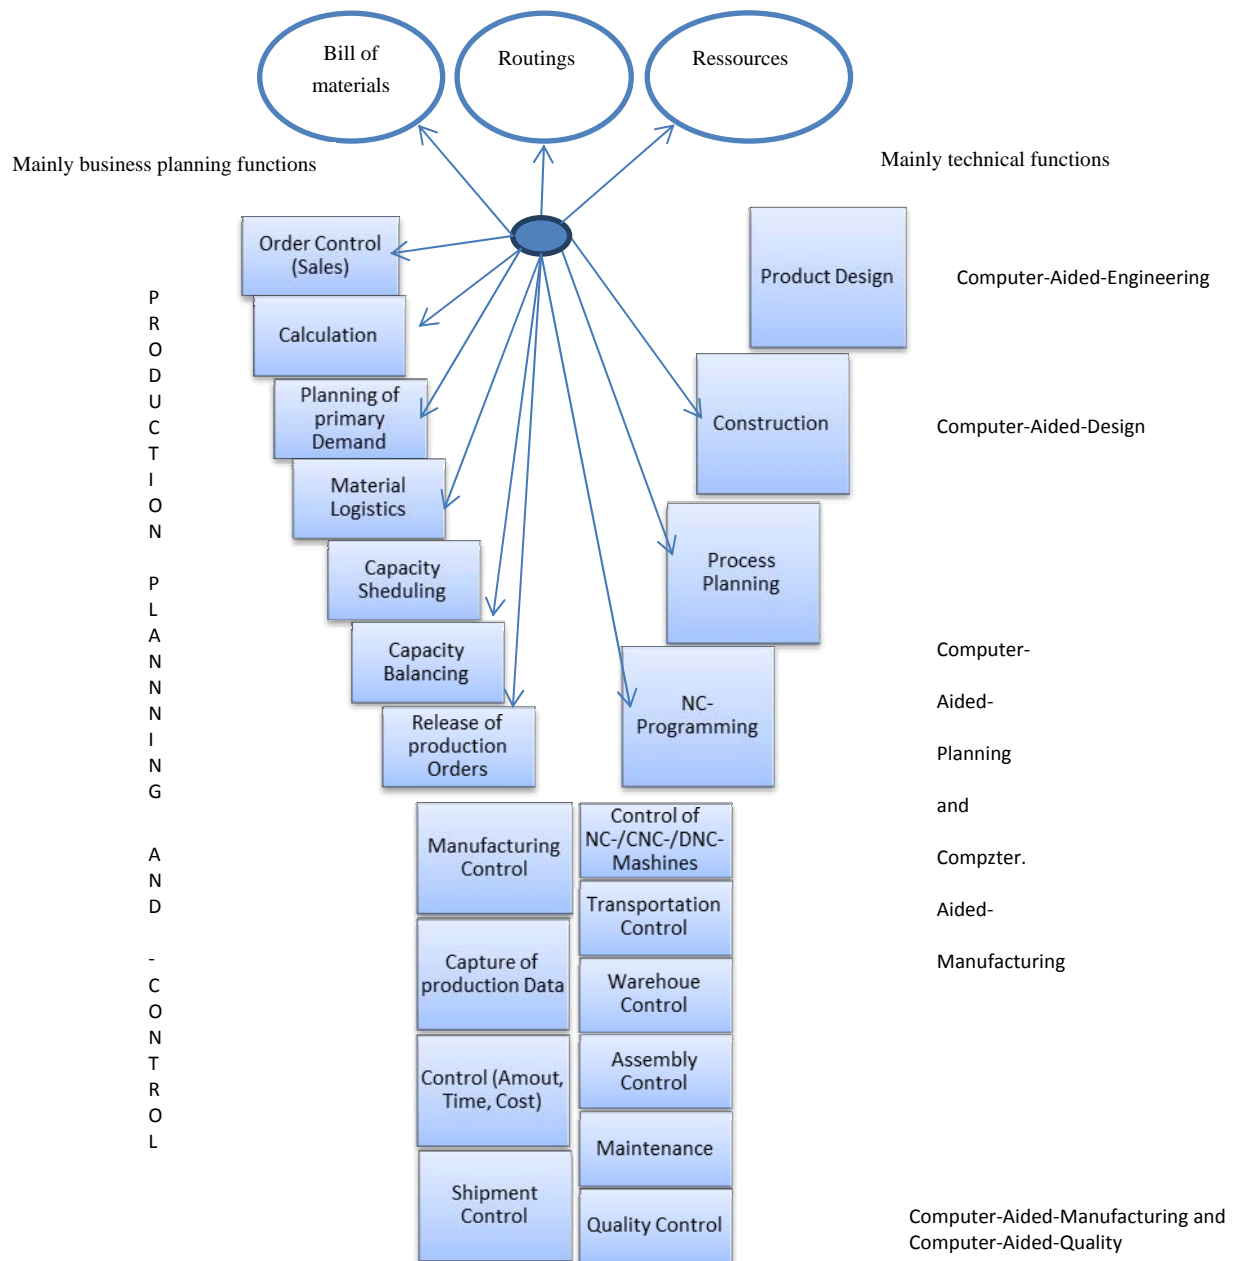 Bill of
materials
Routings
Ressources
Mainly business planning functions
Mainly technical functions
PRODUCTION PLANNING AND -CONTROL
Order Control
(Sales)
Calculation
Planning of
primary
Demand
Material
Logistics
Capacity
Sheduling
Capacity
Balancing
Release of
production
Orders
Product Design
Construction
Process
Planning
NC-
Programming
Computer-Aided-Engineering
Computer-Aided-Design
Computer-
Aided-
Planning
and
Compzter.
Aided-
Manufacturing
Manufacturing
Control
Capture of
production Data
Control (Amout,
Time, Cost)
Shipment
Control
Control of
NC-/CNC-/DNC-
Mashines
Transportation
Control
Warehoue
Control
Assembly
Control
Maintenance
Quality Control
Computer-Aided-Manufacturing and
Computer-Aided-Quality